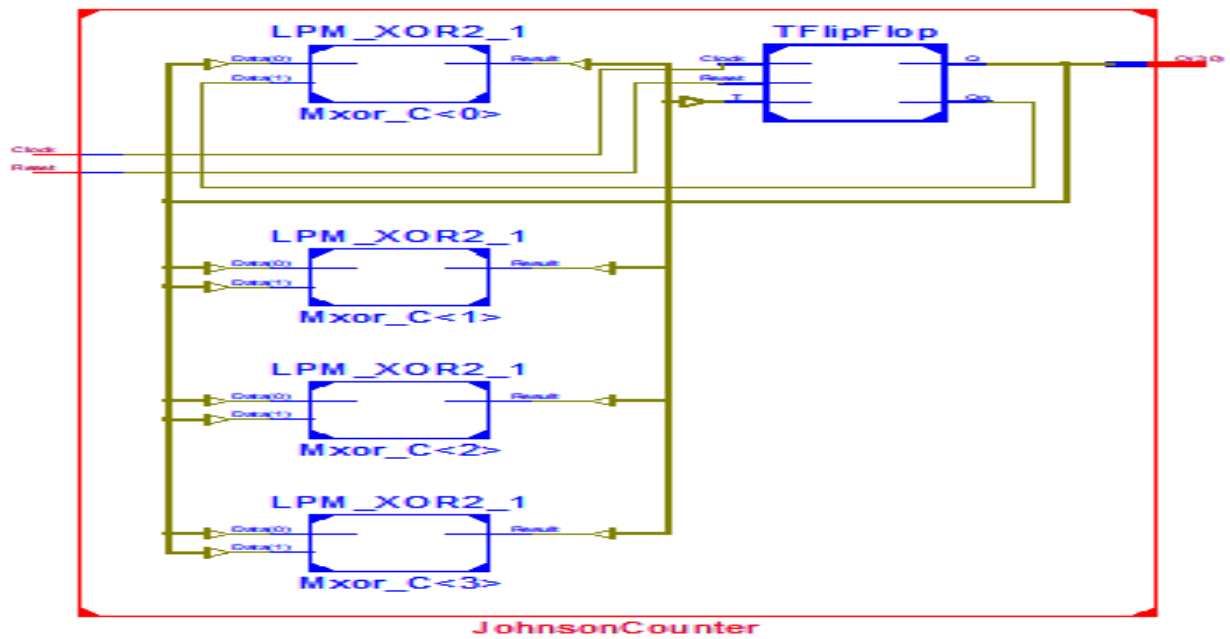 LPM_XOR2_1
TFlipFlop
Data(0)
Data(1)
Result
Clock
Reset
T
Q
Qn
Mxor_C<0>
Clock
Reset
LPM_XOR2_1
Data(0)
Data(1)
Result
Mxor_C<1>
LPM_XOR2_1
Data(0)
Data(1)
Result
Mxor_C<2>
LPM_XOR2_1
Data(0)
Data(1)
Result
Mxor_C<3>
JohnsonCounter